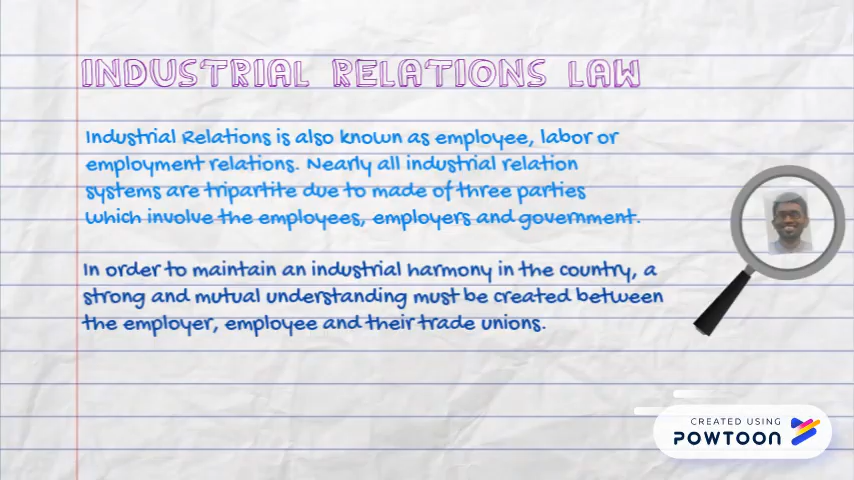 INDUSTRIAL RELATIONS LAW
Industrial Relations is also known as employee, labor or
employment relations. Nearly all industrial relation
systems are tripartite due to made of three parties
which involve the employees, employers and government.
In order to maintain an industrial harmony in the country, a
strong and mutual understanding must be created between
the employer, employee and their trade unions.
CREATED USING
POWTOON